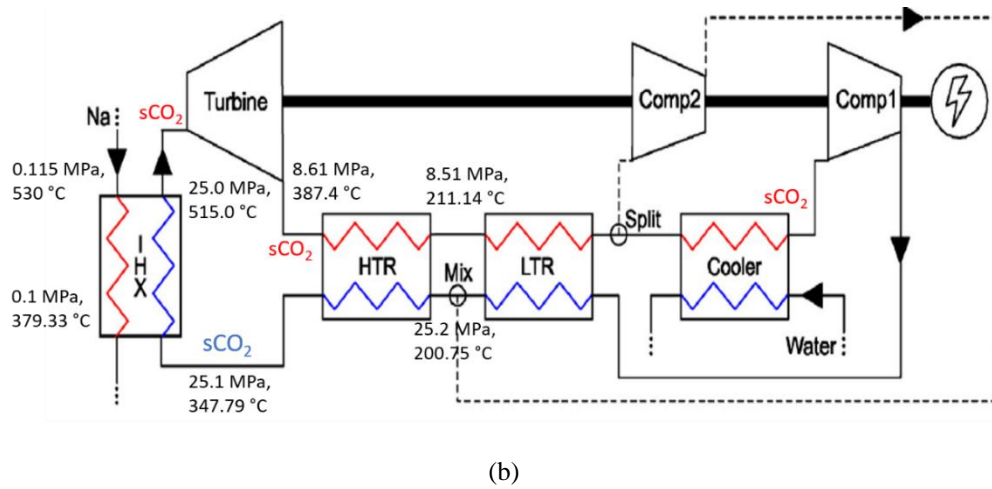 Turbine
Comp2
Comp1
Na
sCO₂
0.115 MPa,
530 °C
25.0 MPa,
515.0 °C
8.61 MPa,
387.4 °C
8.51 MPa,
211.14 °C
sCO₂
Split
sCO₂
IHX
HTR
Mix
LTR
Cooler
0.1 MPa,
379.33 °C
sCO₂
25.2 MPa,
200.75 °C
Water
25.1 MPa,
347.79 °C
(b)